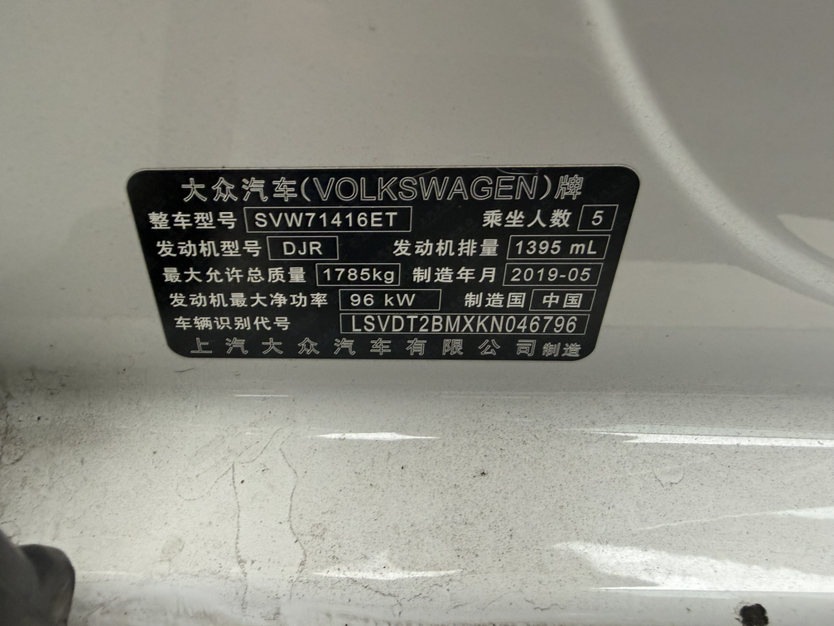 大众汽车(VOLKSWAGEN)牌
整车型号 SVW71416ET 乘坐人数 5
发动机型号 DJR 发动机排量 1395 mL
最大允许总质量 1785kg 制造年月 2019-05
发动机最大净功率 96 kW 制造国 中国
车辆识别代号 LSVDT2BMXKN046796
上汽大众汽车有限公司制造